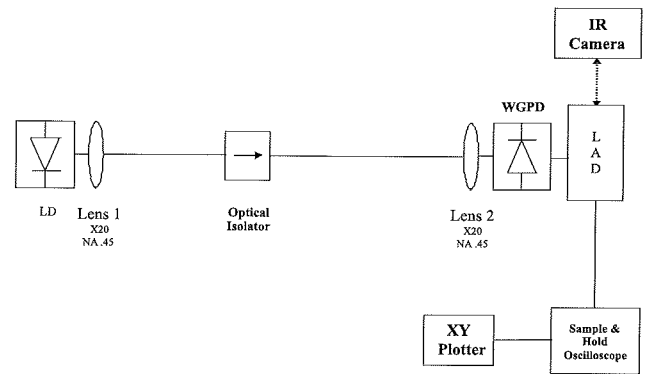 IR
Camera
WGPD
L
A
D
LD
Lens 1
X20
NA .45
Optical
Isolator
Lens 2
X20
NA .45
XY
Plotter
Sample &
Hold
Oscilloscope